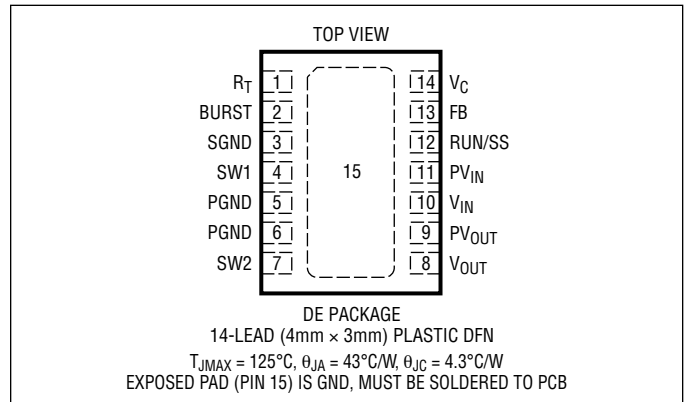 TOP VIEW
R_T 1 14 V_C
BURST 2 13 FB
SGND 3 12 RUN/SS
SW1 4 15 11 PV_IN
PGND 5 10 V_IN
PGND 6 9 PV_OUT
SW2 7 8 V_OUT
DE PACKAGE
14-LEAD (4mm × 3mm) PLASTIC DFN
T_JMAX = 125°C, θ_JA = 43°C/W, θ_JC = 4.3°C/W
EXPOSED PAD (PIN 15) IS GND, MUST BE SOLDERED TO PCB